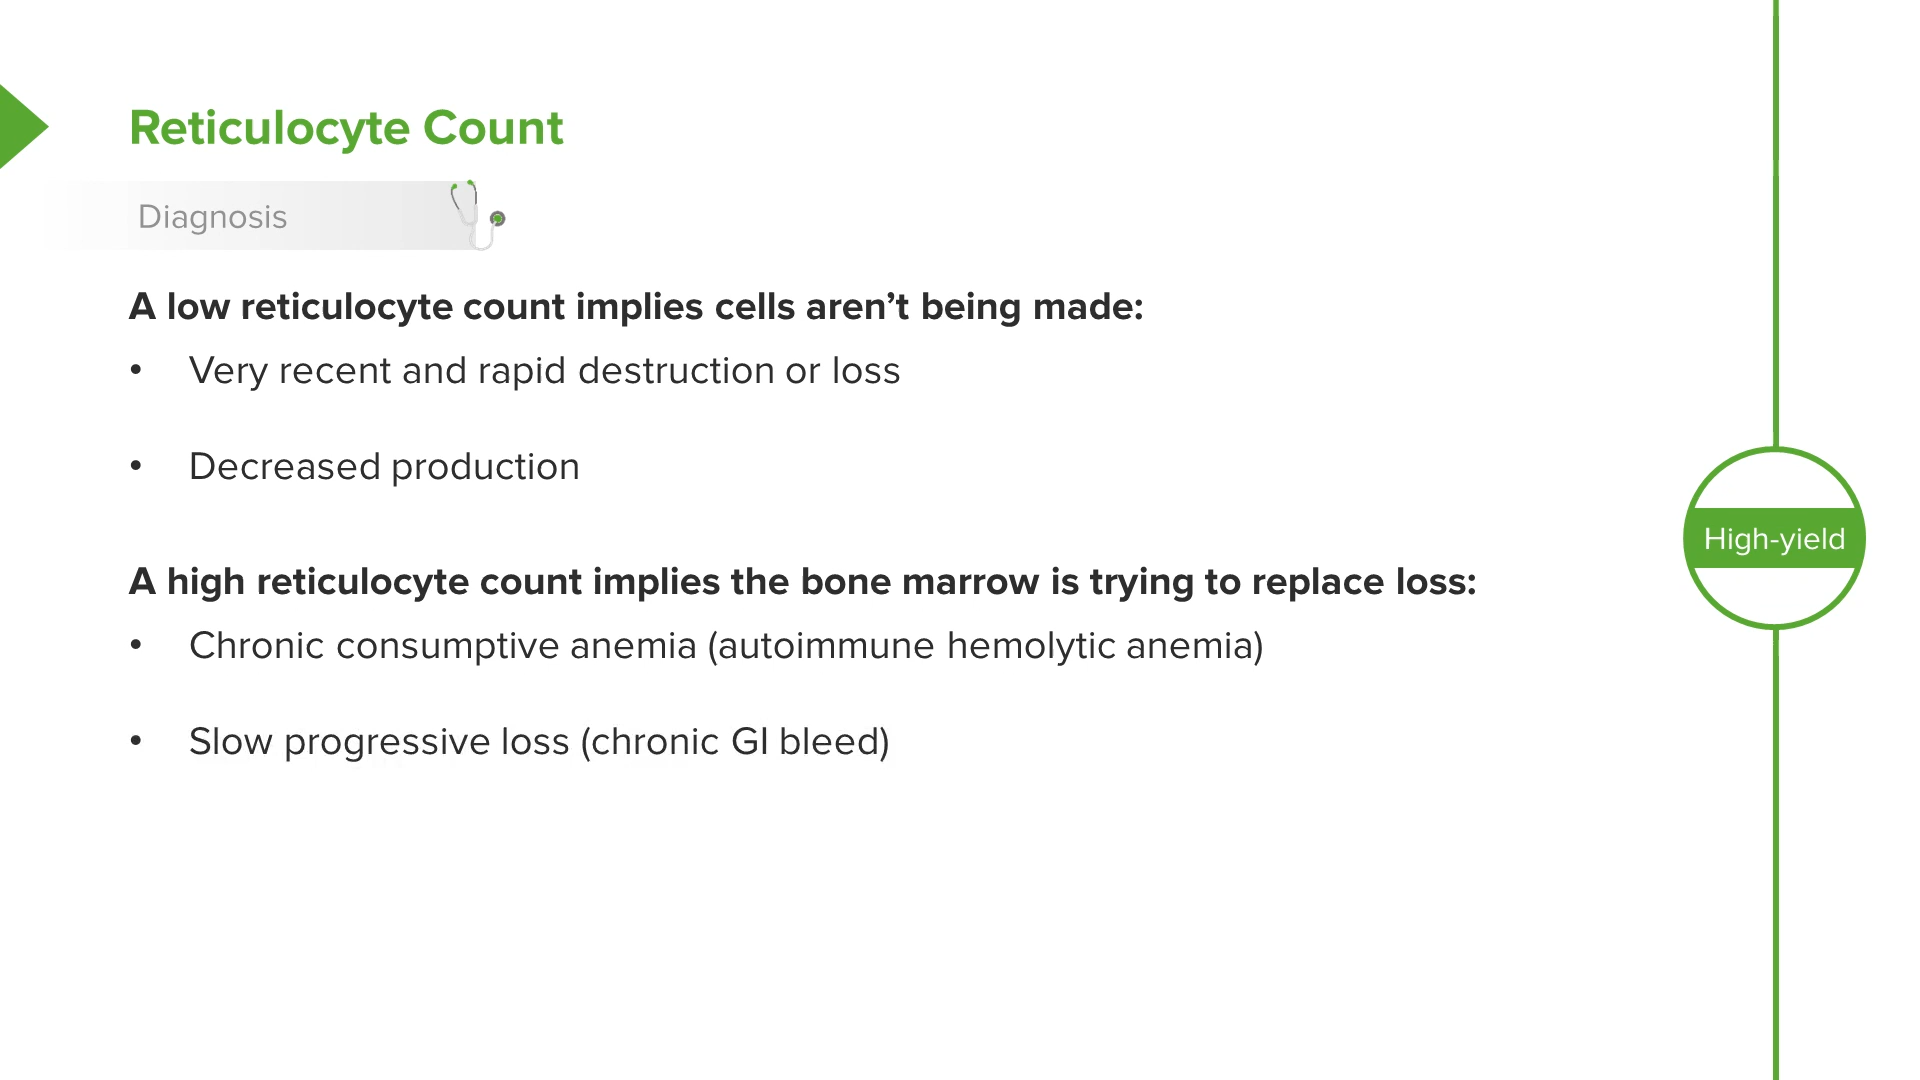 Reticulocyte Count
Diagnosis
A low reticulocyte count implies cells aren’t being made:
• Very recent and rapid destruction or loss
• Decreased production
A high reticulocyte count implies the bone marrow is trying to replace loss:
• Chronic consumptive anemia (autoimmune hemolytic anemia)
• Slow progressive loss (chronic GI bleed)
High-yield